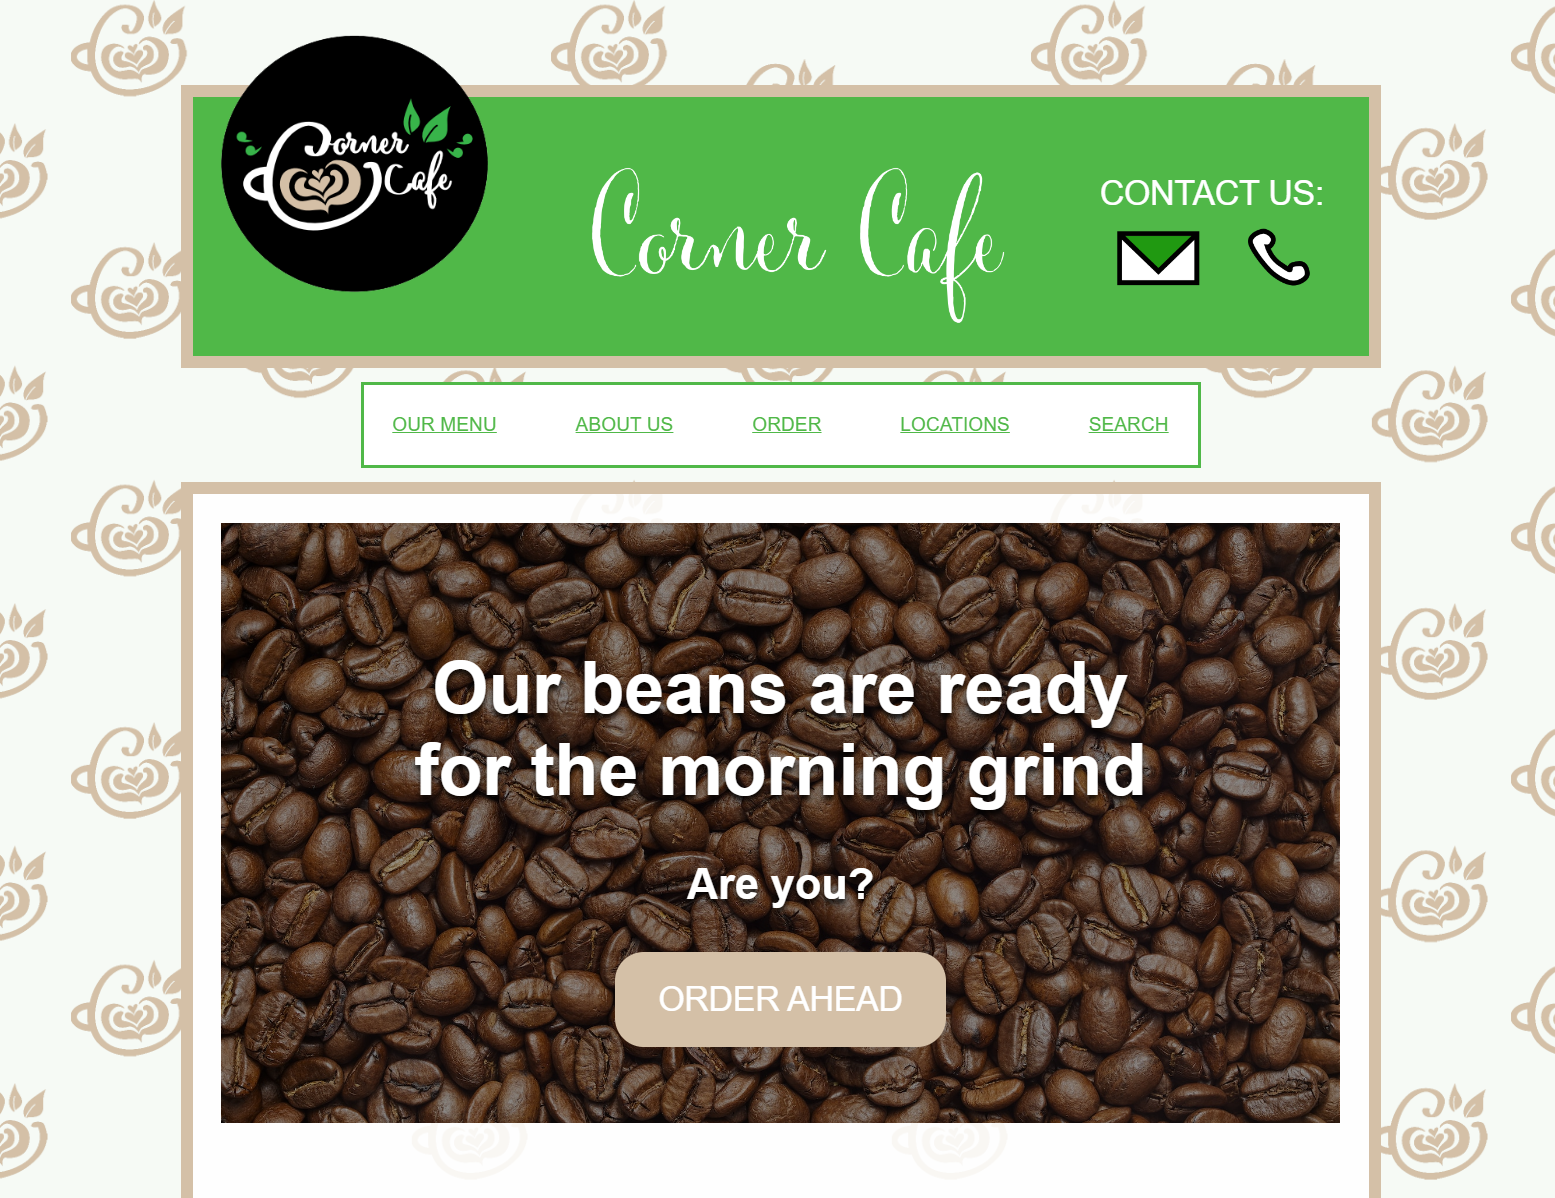 Corner
Cafe
Corner Cafe
CONTACT US:
OUR MENU ABOUT US ORDER LOCATIONS SEARCH
Our beans are ready
for the morning grind
Are you?
ORDER AHEAD